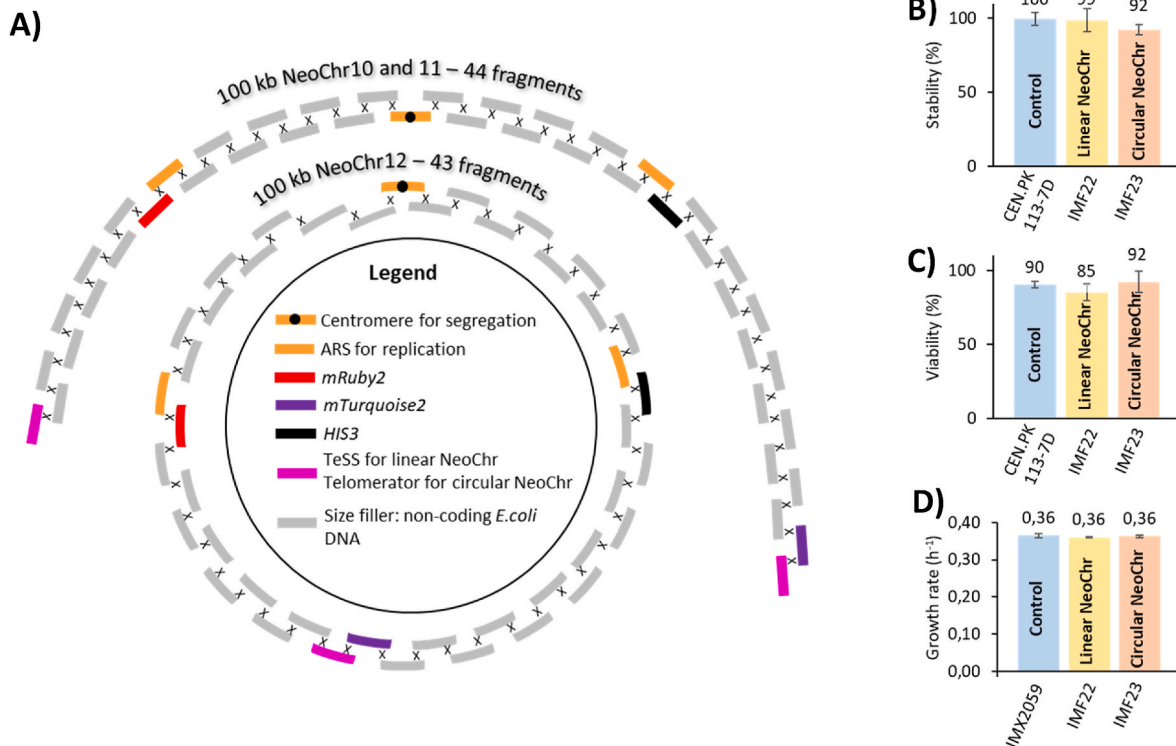 A)
100 kb NeoChr10 and 11 – 44 fragments
100 kb NeoChr12 – 43 fragments
Legend
Centromere for segregation
ARS for replication
mRuby2
mTurquoise2
HIS3
TeSS for linear NeoChr
Telomerator for circular NeoChr
Size filler: non-coding E.coli
DNA
B)
92
Stability (%)
100
50
0
Control
Linear NeoChr
Circular NeoChr
CEN.PK
113-7D
IMF22
IMF23
C)
Viability (%)
100
50
0
90
85
92
Control
Linear NeoChr
Circular NeoChr
CEN.PK
113-7D
IMF22
IMF23
D)
Growth rate (h⁻¹)
0,40
0,30
0,20
0,10
0,00
0,36
0,36
0,36
Control
Linear NeoChr
Circular NeoChr
IMX2059
IMF22
IMF23